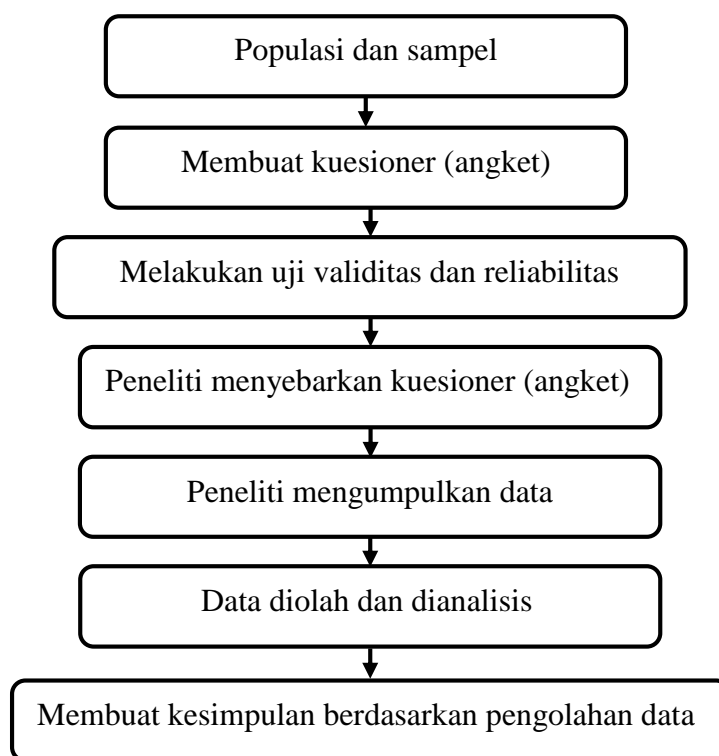 Populasi dan sampel
Membuat kuesioner (angket)
Melakukan uji validitas dan reliabilitas
Peneliti menyebarkan kuesioner (angket)
Peneliti mengumpulkan data
Data diolah dan dianalisis
Membuat kesimpulan berdasarkan pengolahan data